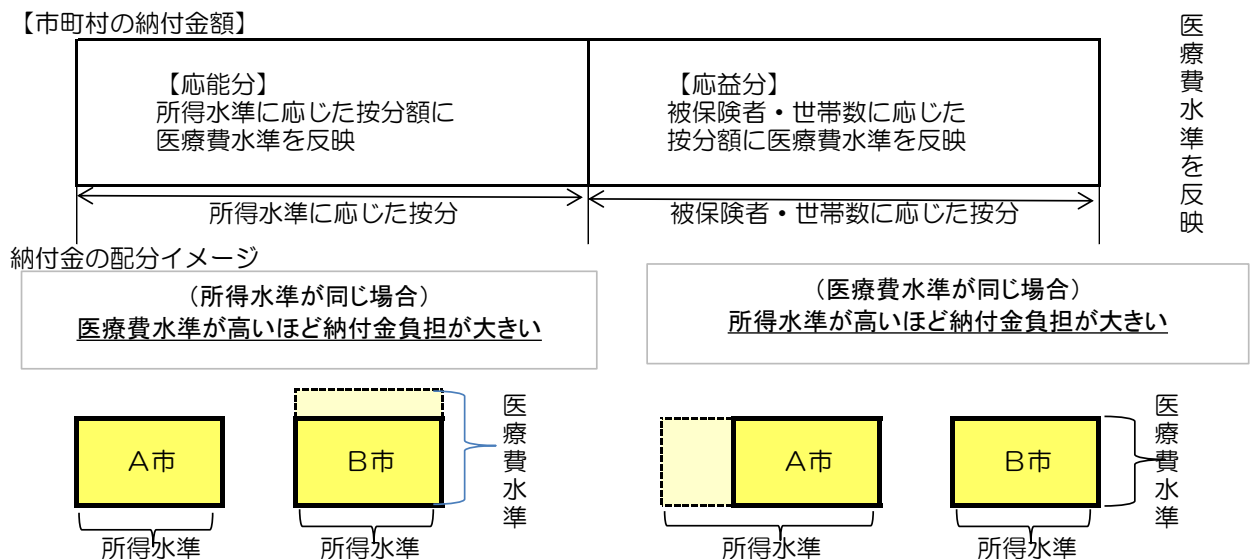 【市町村の納付金額】
【応能分】
所得水準に応じた按分額に
医療費水準を反映
【応益分】
被保険者・世帯数に応じた
按分額に医療費水準を反映
医療費水準を反映
所得水準に応じた按分
被保険者・世帯数に応じた按分
納付金の配分イメージ
（所得水準が同じ場合）
医療費水準が高いほど納付金負担が大きい
（医療費水準が同じ場合）
所得水準が高いほど納付金負担が大きい
A市
B市
医療費水準
所得水準
所得水準
A市
B市
医療費水準
所得水準
所得水準